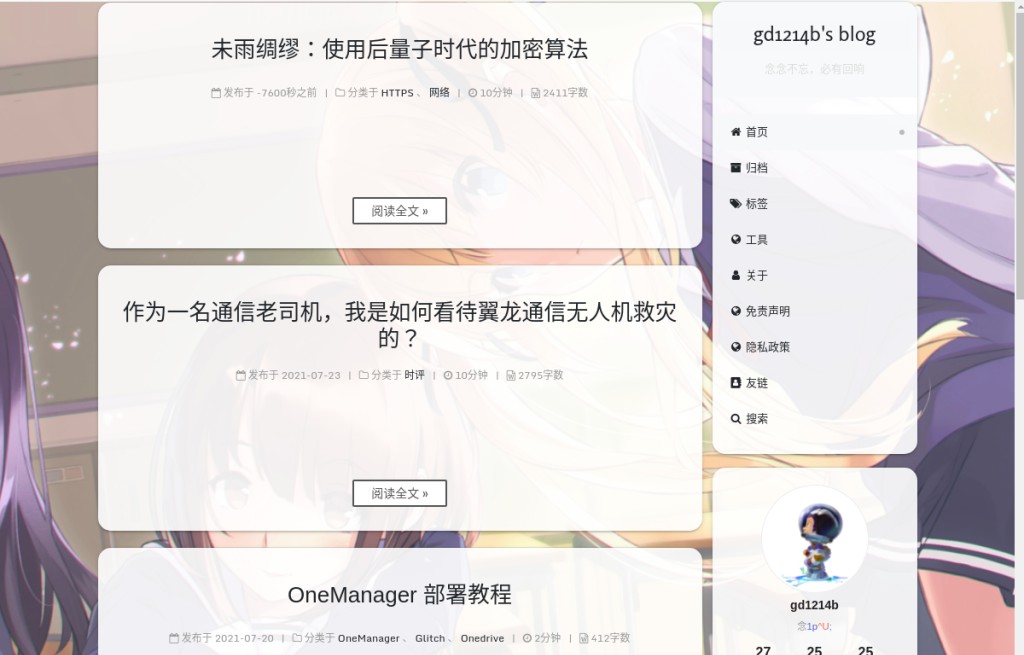 未雨绸缪：使用后量子时代的加密算法
发布于 -7600秒之前 | 分类于 HTTPS 、 网络 | 10分钟 | 2411字数
阅读全文 »
作为一名通信老司机，我是如何看待翼龙通信无人机救灾
的？
发布于 2021-07-23 | 分类于 时评 | 10分钟 | 2795字数
阅读全文 »
OneManager 部署教程
发布于 2021-07-20 | 分类于 OneManager 、 Glitch 、 Onedrive | 2分钟 | 412字数
gd1214b's blog
念念不忘，必有回响
首页
归档
标签
工具
关于
免责声明
隐私政策
友链
搜索
gd1214b
念1p^U;
27 25 25